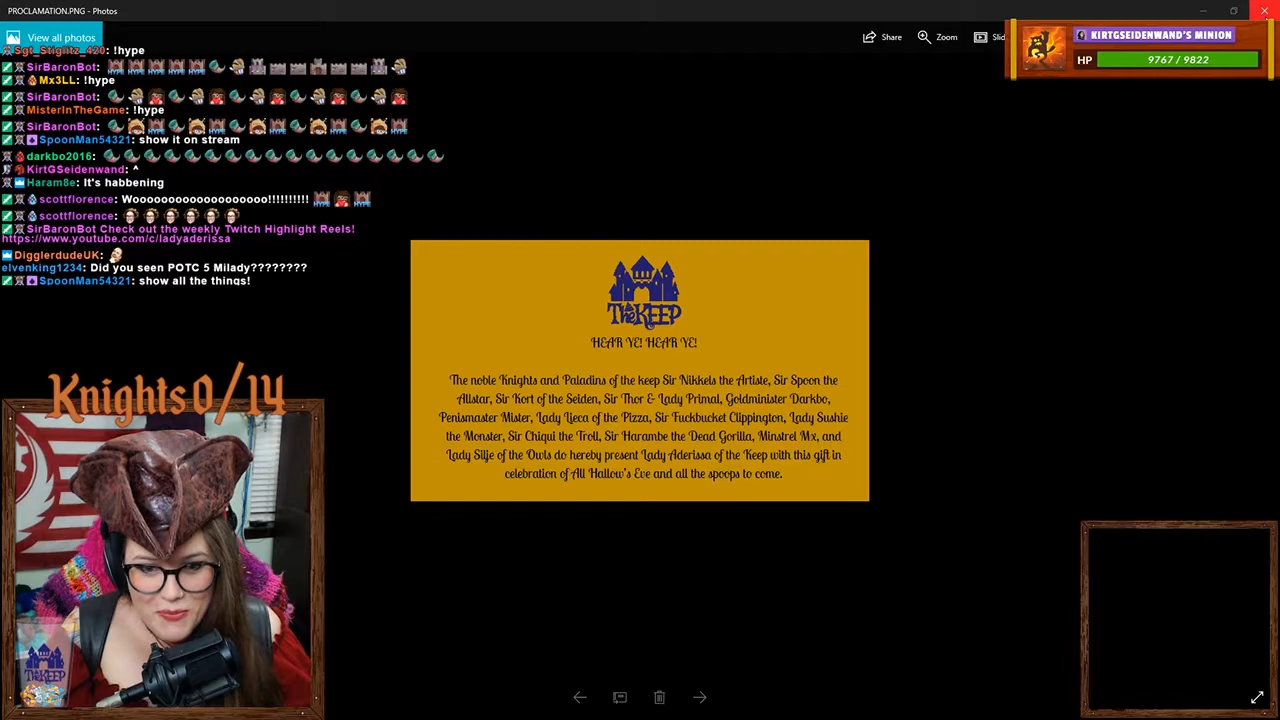 PROCLAMATION.PNG - Photos
View all photos
Share
Zoom
Sgt_Stiglitz_420: !hype
SirBaronBot:
Mx3LL: !hype
SirBaronBot:
MisterInTheGame: !hype
SirBaronBot:
SpoonMan54321: show it on stream
darkbo2016:
KirtGSeidenwand: ^
Haram8e: It's habbening
scottflorence: Wooooooooooooooooooo!!!!!!!!!!
scottflorence:
SirBaronBot Check out the weekly Twitch Highlight Reels!
https://www.youtube.com/c/ladyaderissa
DigglerdudeUK:
elvenking1234: Did you seen POTC 5 Milady????????
SpoonMan54321: show all the things!
KIRTGSEIDENWAND'S MINION
HP 9767 / 9822
The KEEP
HEAR YE! HEAR YE!
The noble Knights and Paladins of the keep Sir Nikkels the Artiste, Sir Spoon the
Allstar, Sir Kort of the Seiden, Sir Thor & Lady Primal, Goldminister Darkbo,
Penismaster Mister, Lady Ljeca of the Pizza, Sir Fuckbucket Clippington, Lady Sushie
the Monster, Sir Chiqui the Troll, Sir Harambe the Dead Gorilla, Minstrel Mx, and
Lady Silje of the Owls do hereby present Lady Aderissa of the Keep with this gift in
celebration of All Hallow's Eve and all the spoops to come.
Knights 0/14
The KEEP